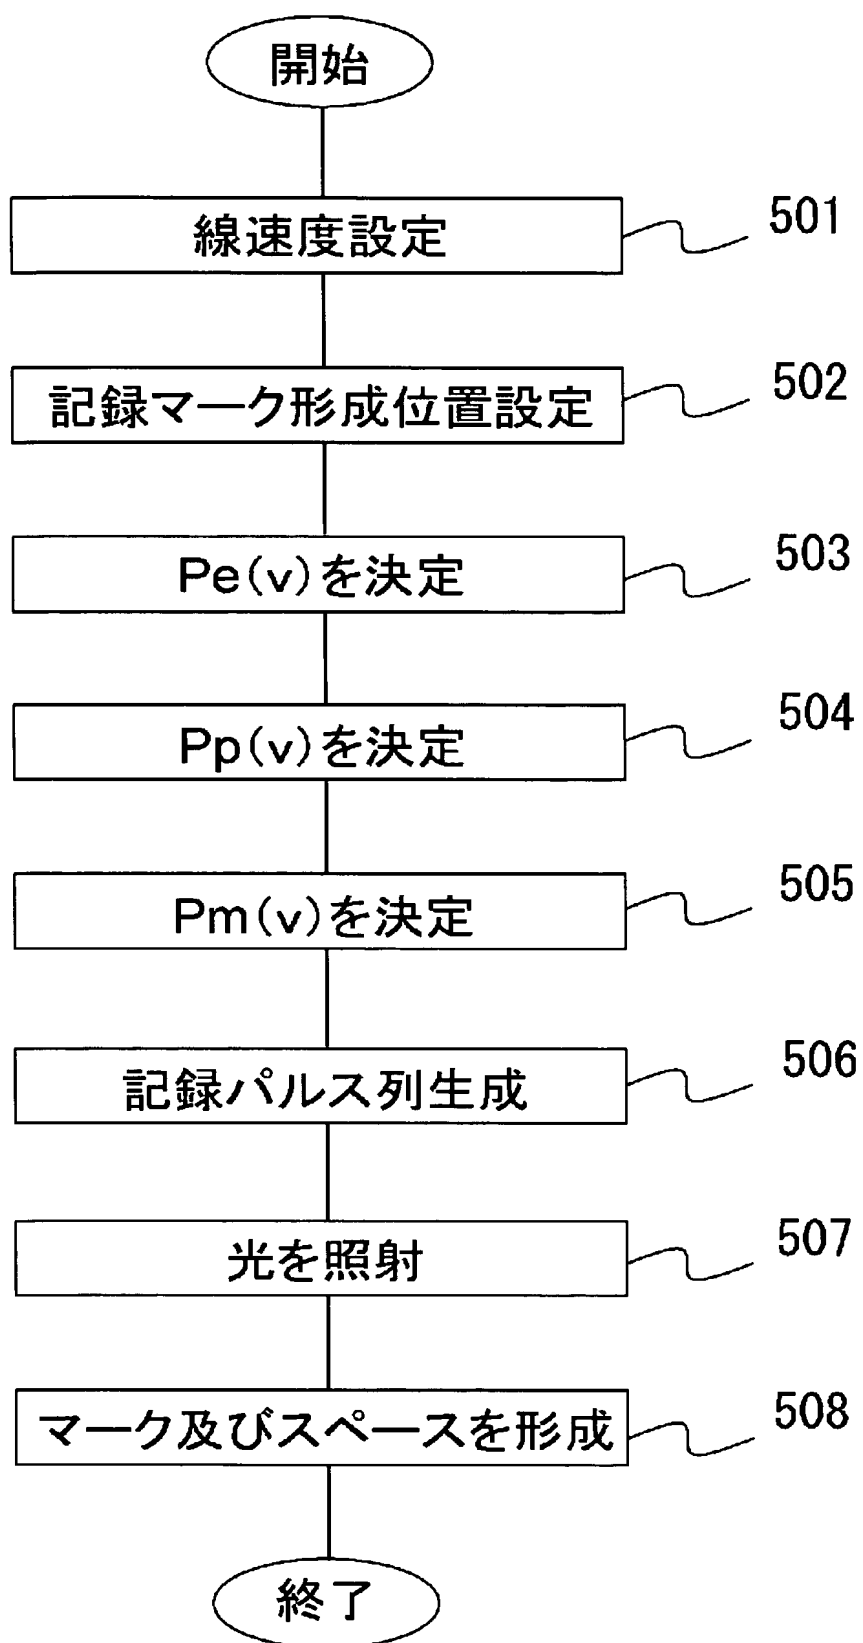 開始
線速度設定
501
記録マーク形成位置設定
502
Pe(v)を決定
503
Pp(v)を決定
504
Pm(v)を決定
505
記録パルス列生成
506
光を照射
507
マーク及びスペースを形成
508
終了